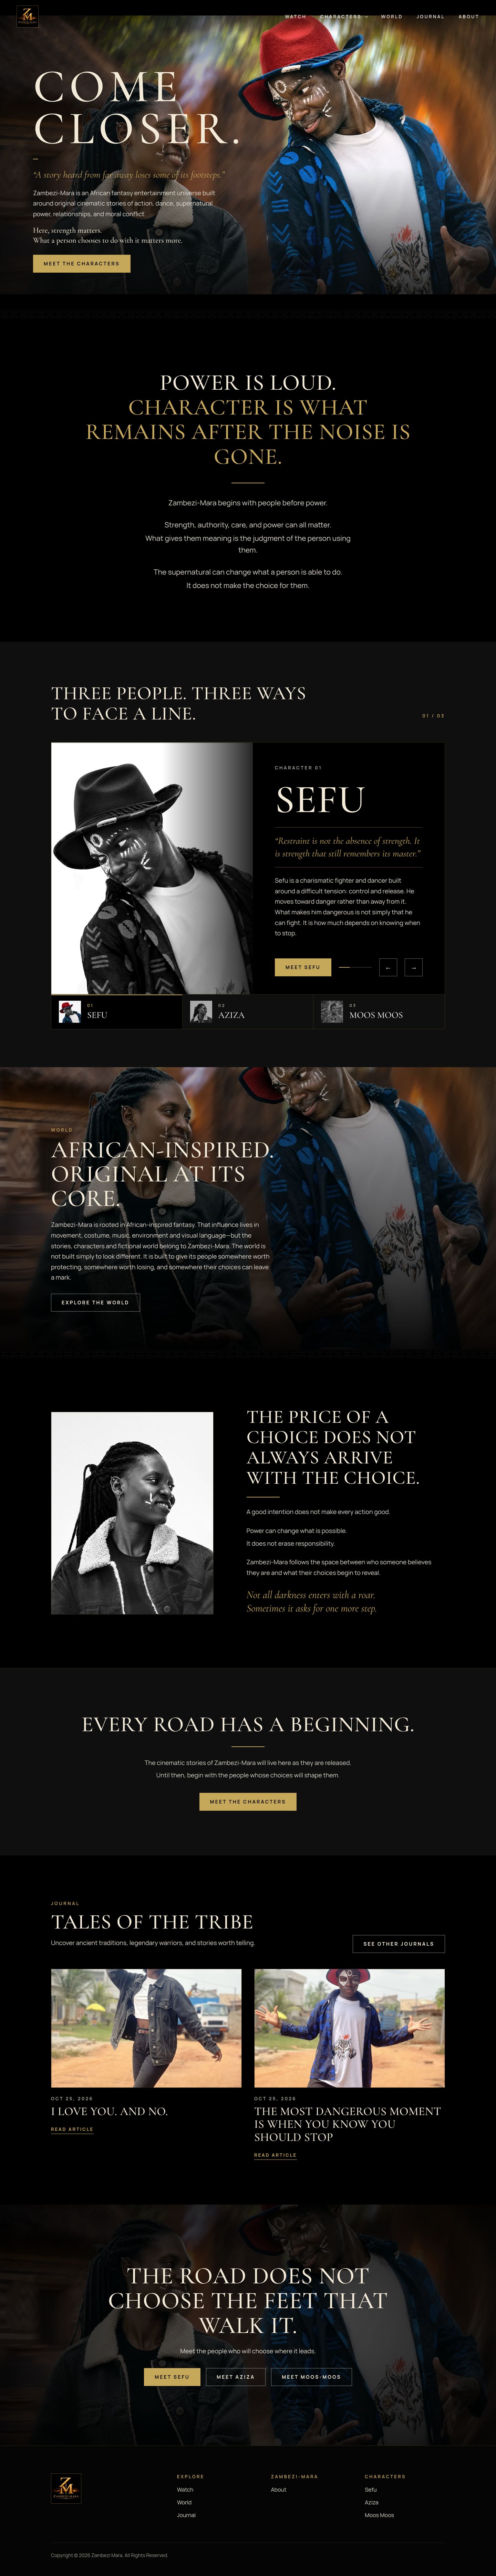 ZM
WATCH
CHARACTERS
WORLD
JOURNAL
ABOUT
COME
CLOSER.
“A story heard from far away loses some of its footsteps.”
Zambezi-Mara is an African fantasy entertainment universe built
around original cinematic stories of action, dance, supernatural
power, relationships, and moral conflict
Here, strength matters.
What a person chooses to do with it matters more.
MEET THE CHARACTERS
POWER IS LOUD.
CHARACTER IS WHAT
REMAINS AFTER THE NOISE IS
GONE.
Zambezi-Mara begins with people before power.
Strength, authority, care, and power can all matter.
What gives them meaning is the judgment of the person using
them.
The supernatural can change what a person is able to do.
It does not make the choice for them.
THREE PEOPLE. THREE WAYS
TO FACE A LINE.
01 / 03
CHARACTER 01
SEFU
“Restraint is not the absence of strength. It
is strength that still remembers its master.”
Sefu is a charismatic fighter and dancer built
around a difficult tension: control and release. He
moves toward danger rather than away from it.
What makes him dangerous is not simply that he
can fight. It is how much depends on knowing when
to stop.
MEET SEFU
←
→
01
SEFU
02
AZIZA
03
MOOS MOOS
WORLD
AFRICAN-INSPIRED.
ORIGINAL AT ITS
CORE.
Zambezi-Mara is rooted in African-inspired fantasy. That influence lives in
movement, costume, music, environment and visual language—but the
stories, characters and fictional world belong to Zambezi-Mara. The world is
not built simply to look different. It is built to give its people somewhere worth
protecting, somewhere worth losing, and somewhere their choices can leave
a mark.
EXPLORE THE WORLD
THE PRICE OF A
CHOICE DOES NOT
ALWAYS ARRIVE
WITH THE CHOICE.
A good intention does not make every action good.
Power can change what is possible.
It does not erase responsibility.
Zambezi-Mara follows the space between who someone believes
they are and what their choices begin to reveal.
Not all darkness enters with a roar.
Sometimes it asks for one more step.
EVERY ROAD HAS A BEGINNING.
The cinematic stories of Zambezi-Mara will live here as they are released.
Until then, begin with the people whose choices will shape them.
MEET THE CHARACTERS
JOURNAL
TALES OF THE TRIBE
Uncover ancient traditions, legendary warriors, and stories worth telling.
SEE OTHER JOURNALS
OCT 25, 2026
I LOVE YOU. AND NO.
READ ARTICLE
OCT 25, 2026
THE MOST DANGEROUS MOMENT
IS WHEN YOU KNOW YOU
SHOULD STOP
READ ARTICLE
THE ROAD DOES NOT
CHOOSE THE FEET THAT
WALK IT.
Meet the people who will choose where it leads.
MEET SEFU
MEET AZIZA
MEET MOOS-MOOS
ZM
ZAMBEZI-MARA
EXPLORE
Watch
World
Journal
ZAMBEZI-MARA
About
CHARACTERS
Sefu
Aziza
Moos Moos
Copyright © 2026 Zambezi Mara. All Rights Reserved.